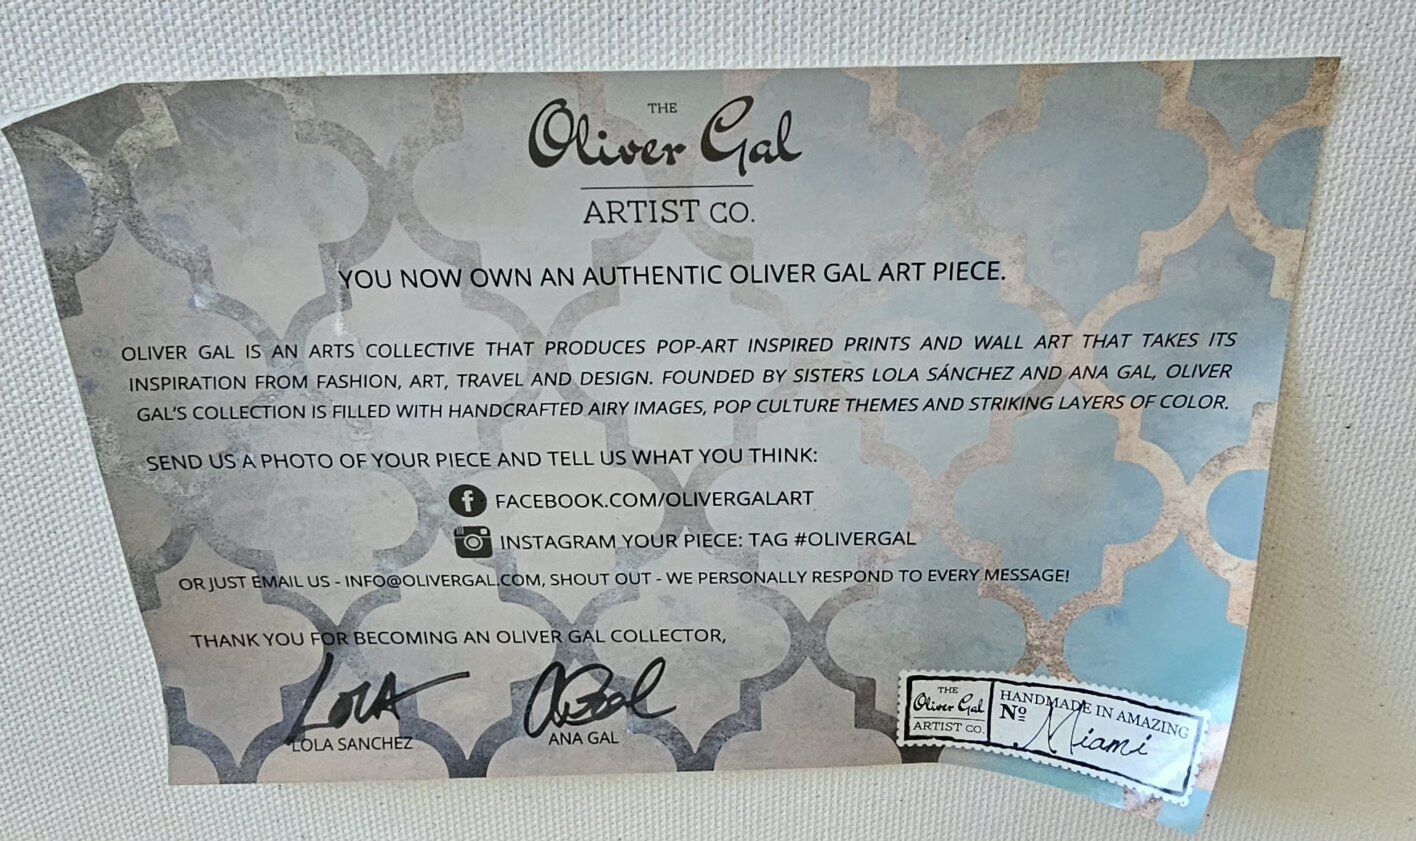 THE
Oliver Gal
ARTIST CO.
YOU NOW OWN AN AUTHENTIC OLIVER GAL ART PIECE.
OLIVER GAL IS AN ARTS COLLECTIVE THAT PRODUCES POP-ART INSPIRED PRINTS AND WALL ART THAT TAKES ITS
INSPIRATION FROM FASHION, ART, TRAVEL AND DESIGN. FOUNDED BY SISTERS LOLA SÁNCHEZ AND ANA GAL, OLIVER
GAL'S COLLECTION IS FILLED WITH HANDCRAFTED AIRY IMAGES, POP CULTURE THEMES AND STRIKING LAYERS OF COLOR.
SEND US A PHOTO OF YOUR PIECE AND TELL US WHAT YOU THINK:
f FACEBOOK.COM/OLIVERGALART
INSTAGRAM YOUR PIECE: TAG #OLIVERGAL
OR JUST EMAIL US - INFO@OLIVERGAL.COM, SHOUT OUT - WE PERSONALLY RESPOND TO EVERY MESSAGE!
THANK YOU FOR BECOMING AN OLIVER GAL COLLECTOR,
LOLA
LOLA SANCHEZ
ANA GAL
THE
Oliver Gal
ARTIST CO.
HANDMADE IN AMAZING
Nº Miami